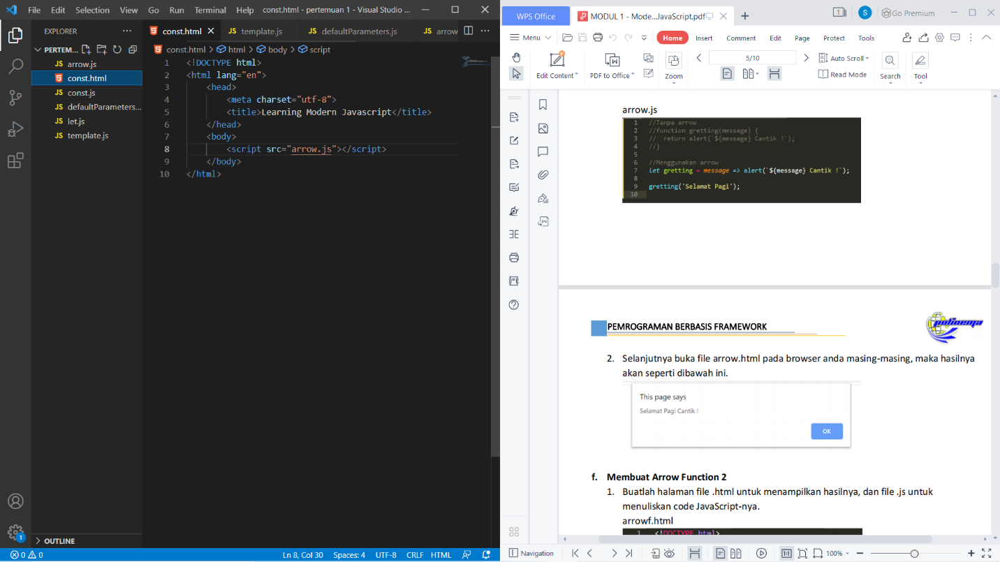 File Edit Selection View Go Run Terminal Help const.html - pertemuan 1 - Visual Studio ...
EXPLORER
PERTEM...
JS arrow.js
const.html
JS const.js
JS defaultParameters...
JS let.js
JS template.js
OUTLINE
const.html JS template.js JS defaultParameters.js JS arrow
const.html > html > body > script
1 <!DOCTYPE html>
2 <html lang="en">
3 <head>
4 <meta charset="utf-8">
5 <title>Learning Modern Javascript</title>
6 </head>
7 <body>
8 <script src="arrow.js"></script>
9 </body>
10 </html>
1
0 0 Ln 8, Col 30 Spaces: 4 UTF-8 CRLF HTML
WPS Office MODUL 1 - Mode...JavaScript.pdf 1 S Go Premium
Menu Home Insert Comment Edit Page Protect Tools
Edit Content PDF to Office Zoom 5/10 Auto Scroll Read Mode Search Tool
arrow.js
1 //Tanpa arrow
2 //function gretting(message) {
3 // return alert(`${message} Cantik !`);
4 //}
5
6 //Menggunakan arrow
7 let gretting = message => alert(`${message} Cantik !`);
8
9 gretting('Selamat Pagi');
10
PEMROGRAMAN BERBASIS FRAMEWORK
polinema
2. Selanjutnya buka file arrow.html pada browser anda masing-masing, maka hasilnya
akan seperti dibawah ini.
This page says
Selamat Pagi Cantik !
OK
f. Membuat Arrow Function 2
1. Buatlah halaman file .html untuk menampilkan hasilnya, dan file .js untuk
menuliskan code JavaScript-nya.
arrowf.html
1 <!DOCTYPE html>
Navigation 100%